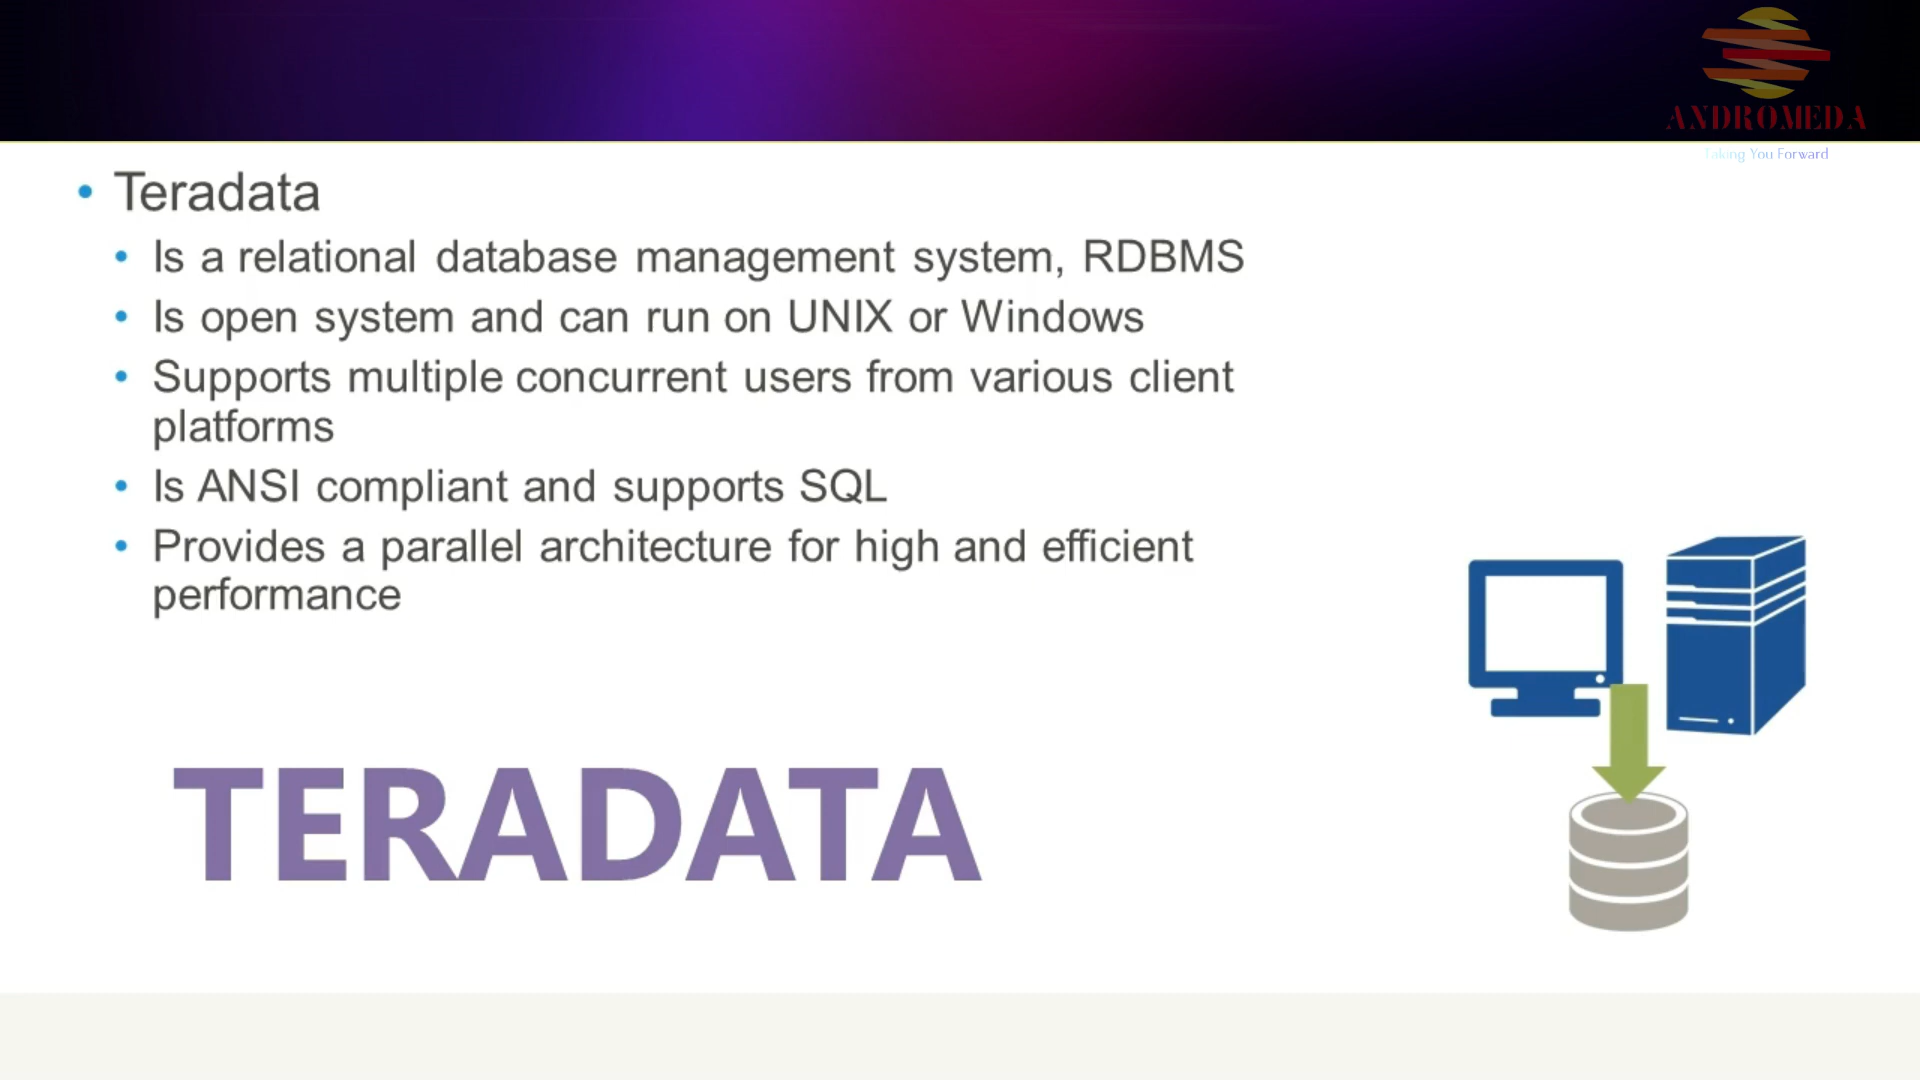 ANDROMEDA
Taking You Forward
• Teradata
• Is a relational database management system, RDBMS
• Is open system and can run on UNIX or Windows
• Supports multiple concurrent users from various client
platforms
• Is ANSI compliant and supports SQL
• Provides a parallel architecture for high and efficient
performance
TERADATA